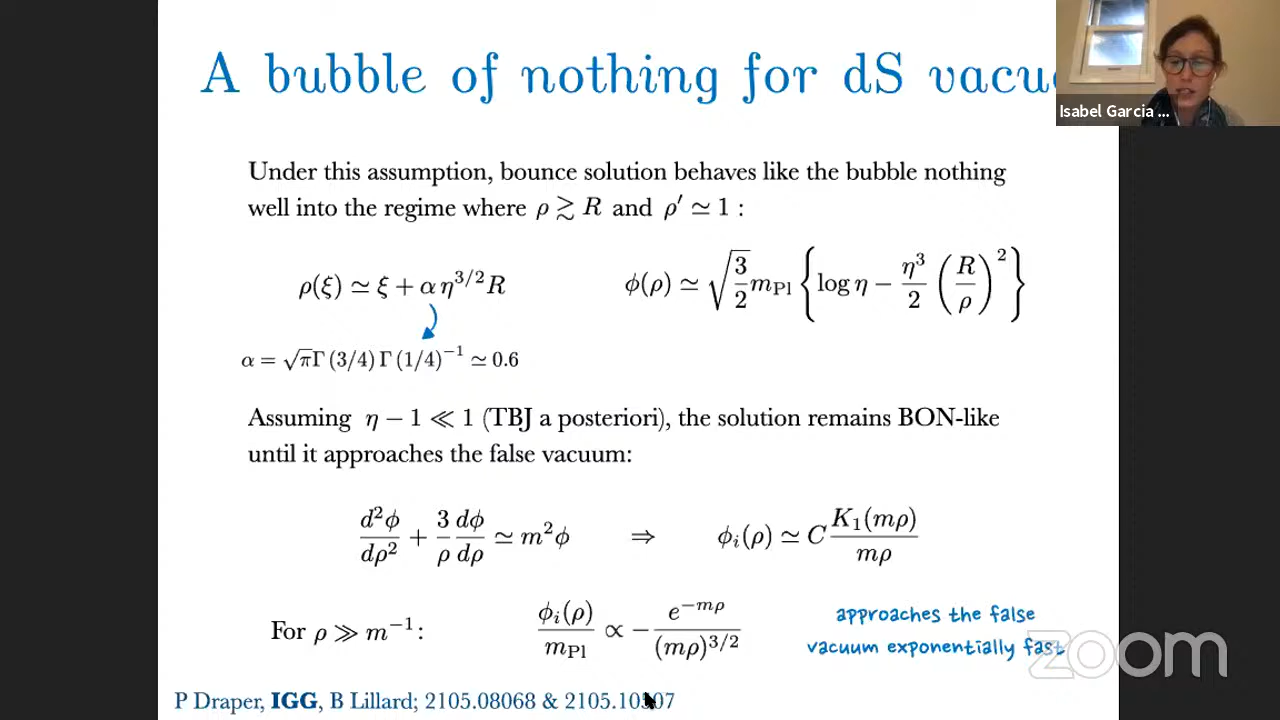 A bubble of nothing for dS vacu
Isabel Garcia ...
Under this assumption, bounce solution behaves like the bubble nothing
well into the regime where ρ ≳ R and ρ′ ≃ 1 :
ρ(ξ) ≃ ξ + α η^{3/2} R
ϕ(ρ) ≃ √(3/2) m_{Pl} { log η − η³/2 (R/ρ)² }
α = √π Γ (3/4) Γ (1/4)^{−1} ≃ 0.6
Assuming η − 1 ≪ 1 (TBJ a posteriori), the solution remains BON-like
until it approaches the false vacuum:
d²ϕ/dρ² + 3/ρ dϕ/dρ ≃ m²ϕ ⇒ ϕ_i(ρ) ≃ C K₁(mρ)/mρ
For ρ ≫ m^{−1}: ϕ_i(ρ)/m_{Pl} ∝ − e^{−mρ}/(mρ)^{3/2}
approaches the false
vacuum exponentially fast
zoom
P Draper, IGG, B Lillard; 2105.08068 &